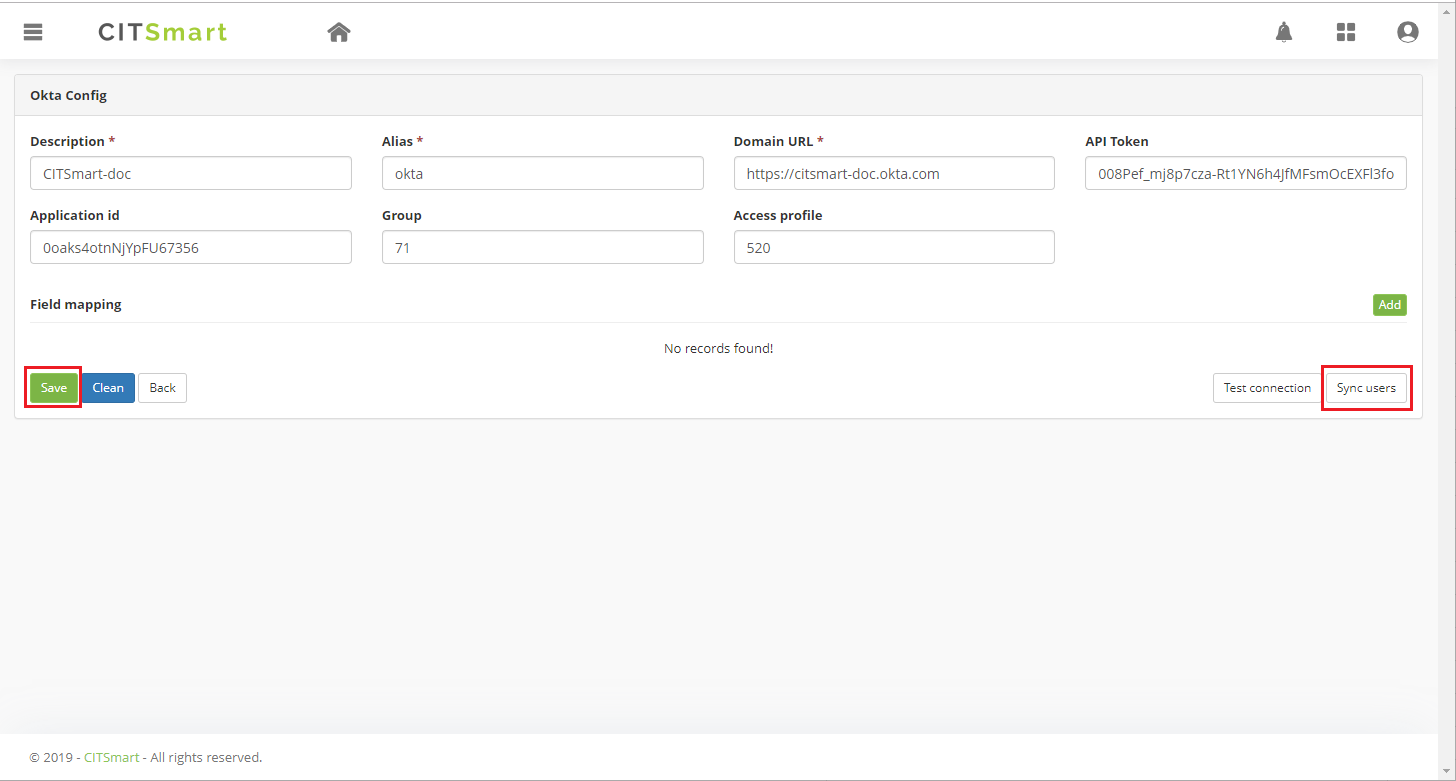 CITSmart
Okta Config
Description * Alias * Domain URL * API Token
CITSmart-doc okta https://citsmart-doc.okta.com 008Pef_mj8p7cza-Rt1YN6h4JfMFsmOcEXFl3fo
Application id Group Access profile
0oaks4otnNjYpFU67356 71 520
Field mapping Add
No records found!
Save Clean Back Test connection Sync users
© 2019 - CITSmart - All rights reserved.